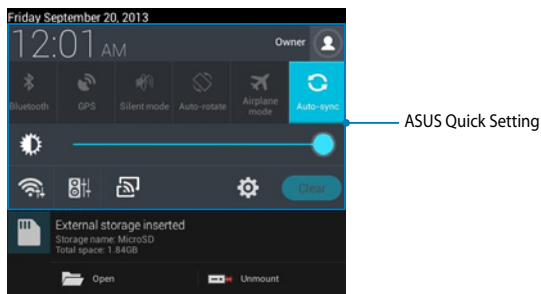 Friday September 20, 2013
12:01 AM
Owner
Bluetooth GPS Silent mode Auto-rotate Airplane mode Auto-sync
ASUS Quick Setting
Clear
External storage inserted
Storage name: MicroSD
Total space: 1.84GB
Open Unmount